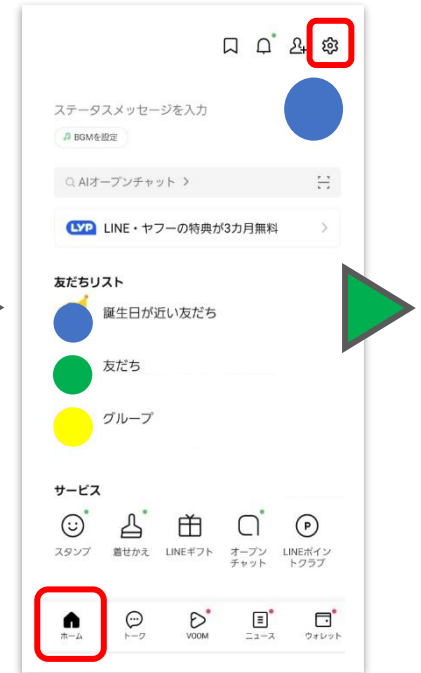 ステータスメッセージを入力
BGMを設定
AIオープンチャット >
LYP LINE・ヤフーの特典が3カ月無料 >
友だちリスト
誕生日が近い友だち
友だち
グループ
サービス
スタンプ 着せかえ LINEギフト オープン LINEポイン
チャット トクラブ
ホーム トーク VOOM ニュース ウォレット